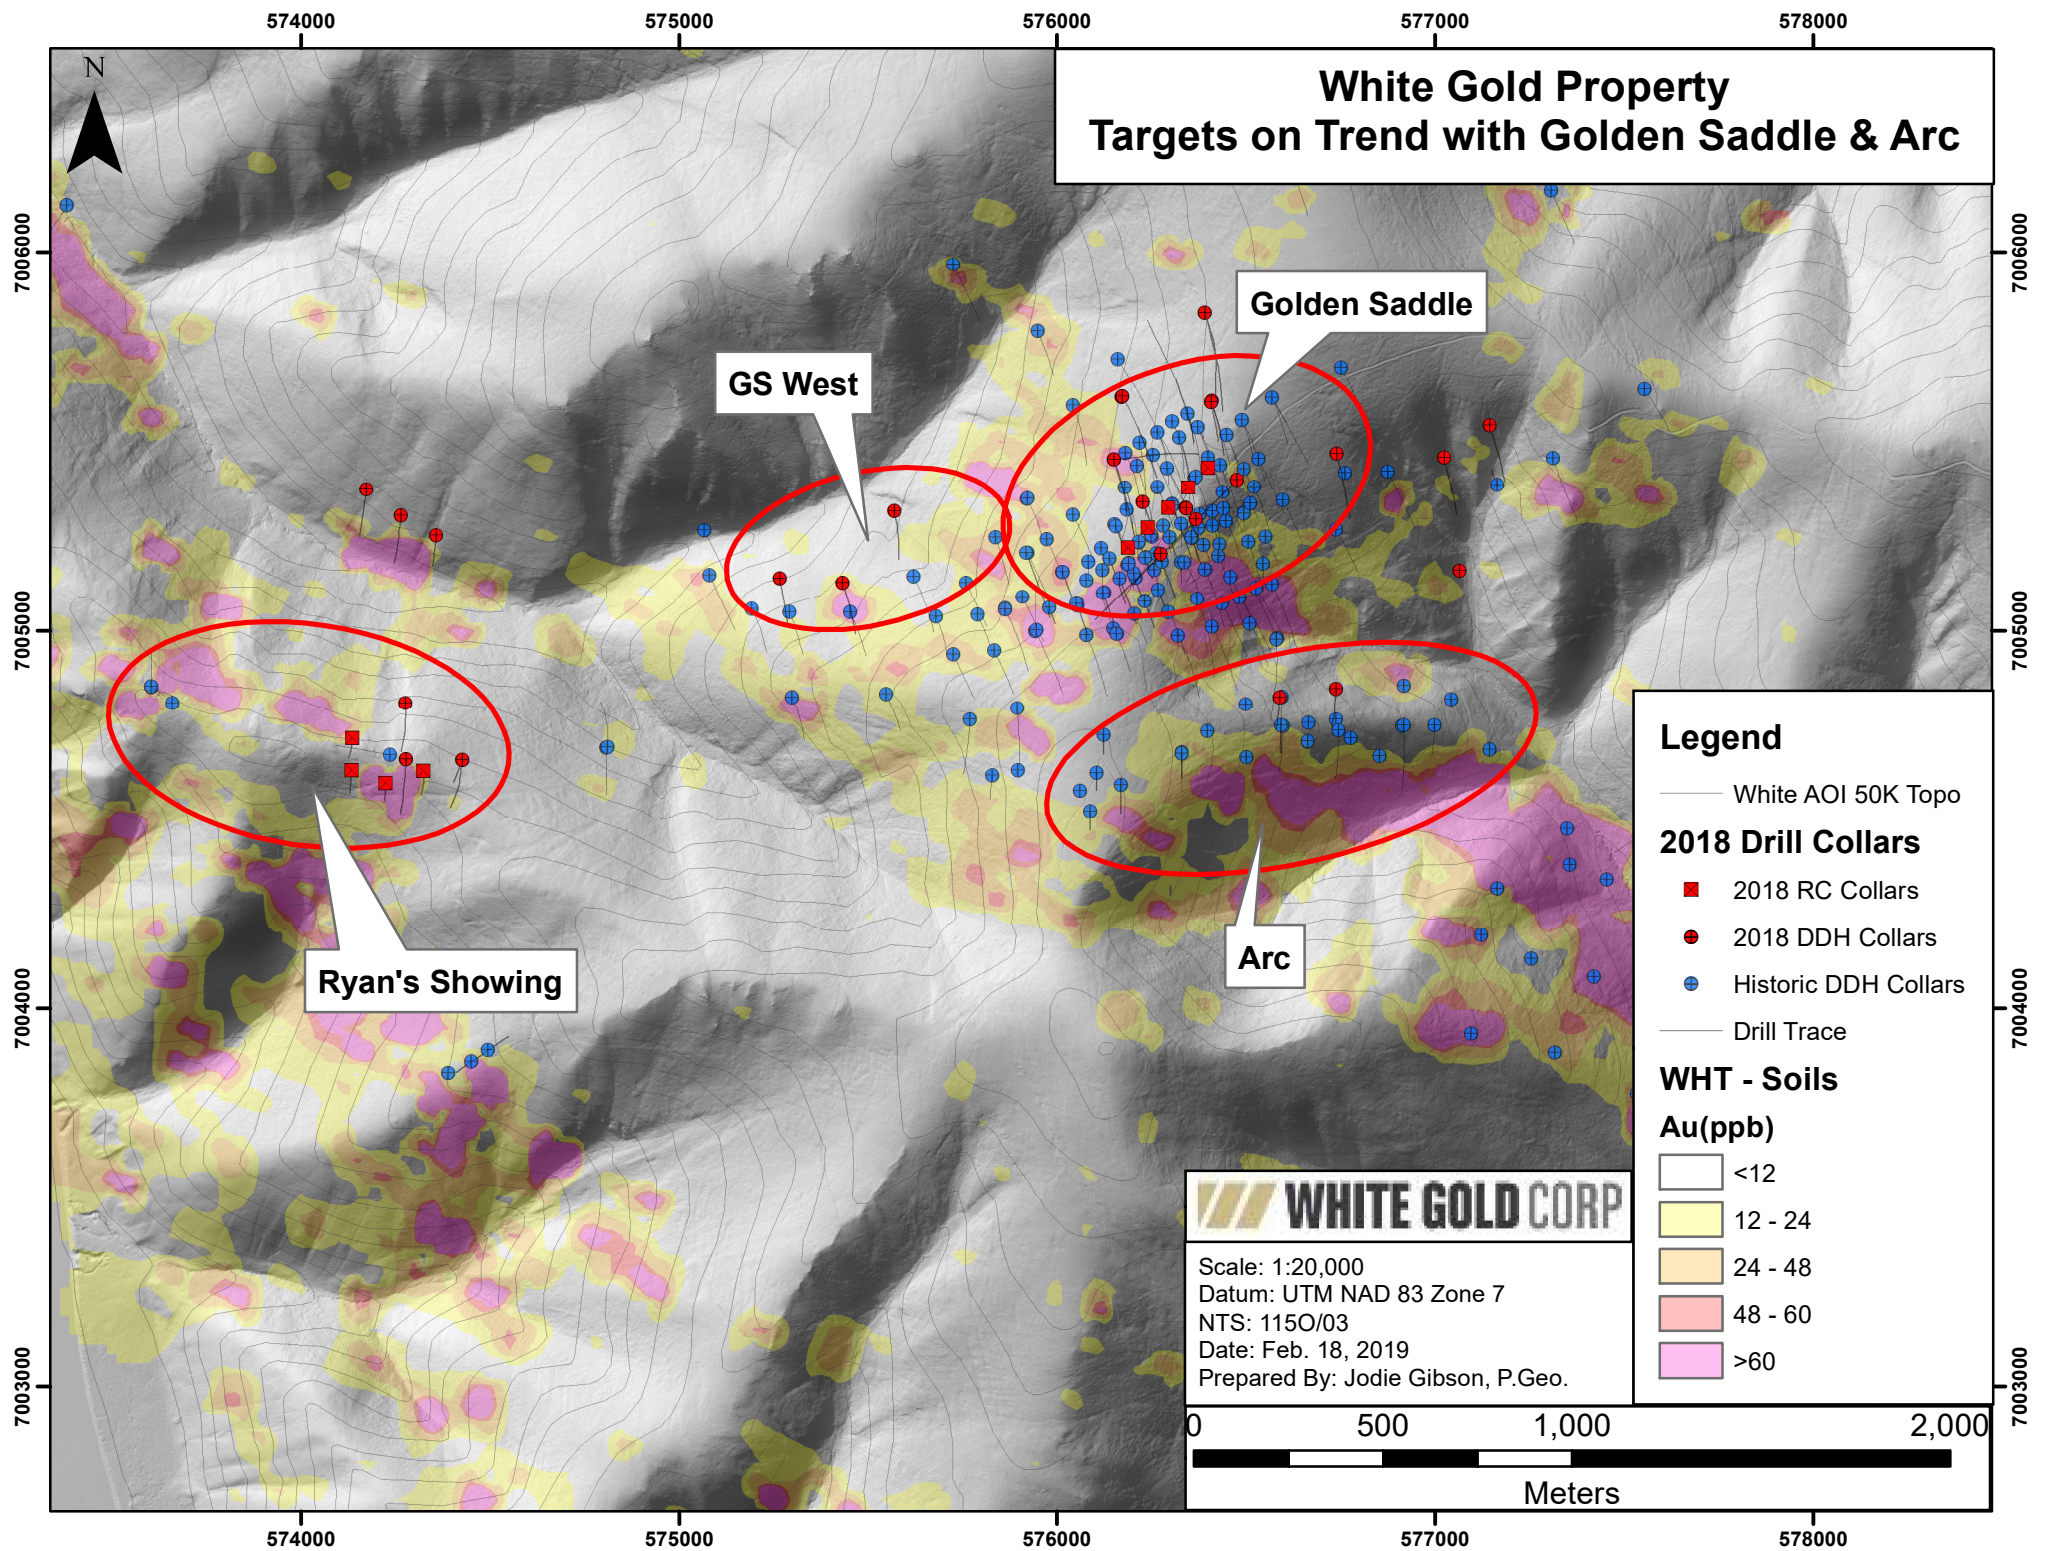 574000
575000
576000
577000
578000
N
White Gold Property
Targets on Trend with Golden Saddle & Arc
7006000
7006000
Golden Saddle
GS West
7005000
7005000
Ryan's Showing
Arc
7004000
7004000
Legend
White AOI 50K Topo
2018 Drill Collars
2018 RC Collars
2018 DDH Collars
Historic DDH Collars
Drill Trace
WHT - Soils
Au(ppb)
<12
12 - 24
24 - 48
48 - 60
>60
WHITE GOLD CORP
Scale: 1:20,000
Datum: UTM NAD 83 Zone 7
NTS: 115O/03
Date: Feb. 18, 2019
Prepared By: Jodie Gibson, P.Geo.
7003000
7003000
0 500 1,000 2,000
Meters
574000
575000
576000
577000
578000